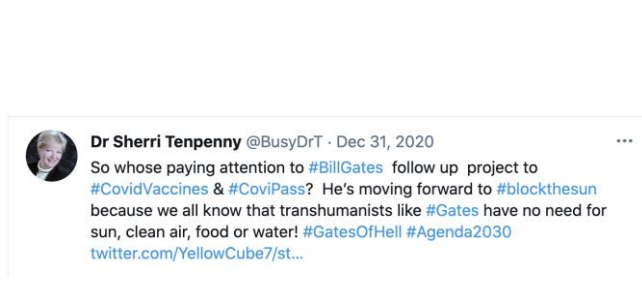 Dr Sherri Tenpenny @BusyDrT · Dec 31, 2020
So whose paying attention to #BillGates follow up project to
#CovidVaccines & #CoviPass? He's moving forward to #blockthesun
because we all know that transhumanists like #Gates have no need for
sun, clean air, food or water! #GatesOfHell #Agenda2030
twitter.com/YellowCube7/st...